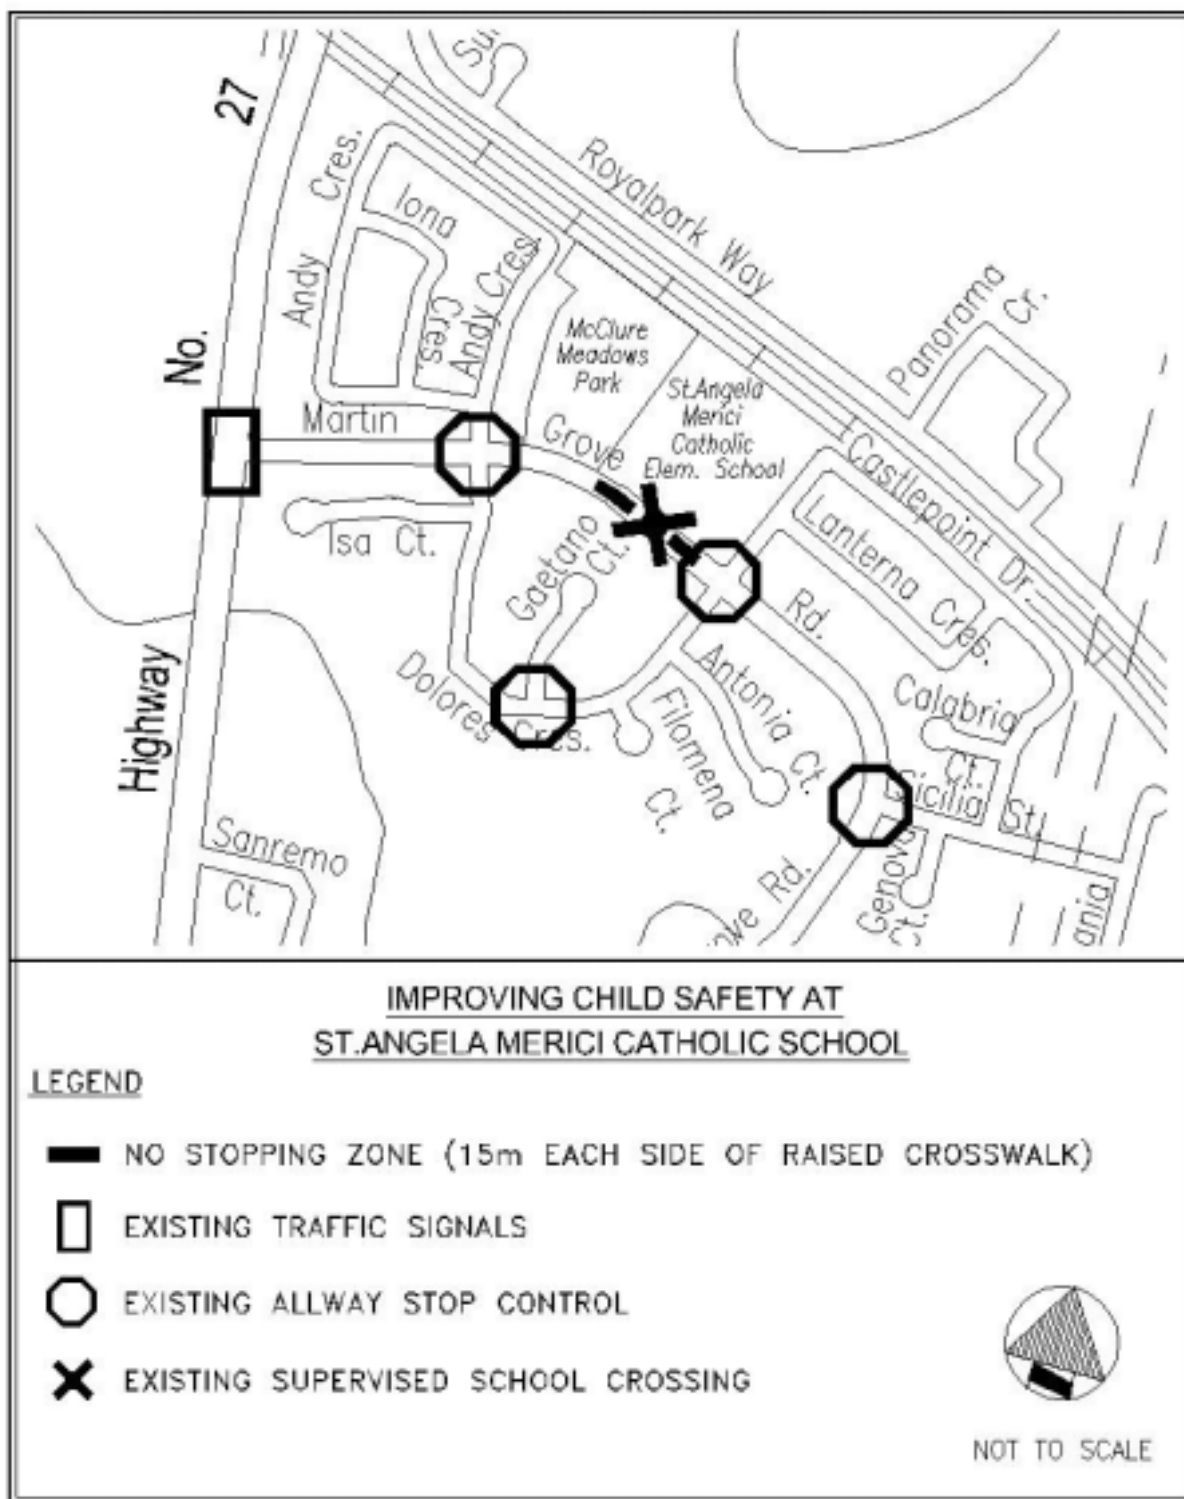 27
No.
Highway
Royalpark Way
Cres.
Andy
Iona
Cres.
Andy Cres.
McClure
Meadows
Park
St.Angela
Merici
Catholic
Elem. School
Panorama
Cr.
Martin
Grove
Rd.
Castlepoint Dr.
Lanterna Cres.
Isa Ct.
Gaetano
Ct.
Dolores Cres.
Antonia Ct.
Filomena
Ct.
Calabria
Ct.
Sicilia St.
Genova
Ct.
Sanremo
Ct.
ove Rd.
ania
IMPROVING CHILD SAFETY AT
ST.ANGELA MERICI CATHOLIC SCHOOL
LEGEND
NO STOPPING ZONE (15m EACH SIDE OF RAISED CROSSWALK)
EXISTING TRAFFIC SIGNALS
EXISTING ALLWAY STOP CONTROL
EXISTING SUPERVISED SCHOOL CROSSING
NOT TO SCALE